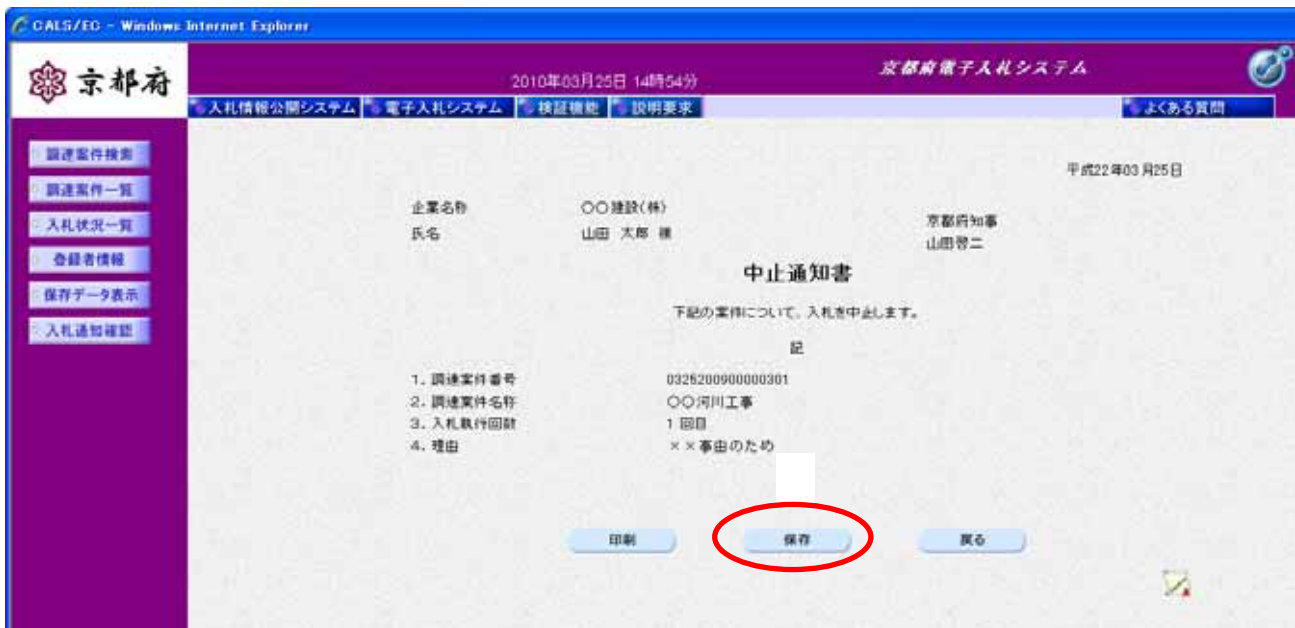 CALS/EC - Windows Internet Explorer
京都府
2010年03月25日 14時54分
京都府電子入札システム
入札情報公開システム 電子入札システム 検証機能 説明要求 よくある質問
調達案件検索
調達案件一覧
入札状況一覧
登録者情報
保存データ表示
入札通知確認
平成22年03月25日
企業名称 〇〇建設(株)
氏名 山田 太郎 様
京都府知事
山田啓二
中止通知書
下記の案件について、入札を中止します。
記
1. 調達案件番号 0325200900000301
2. 調達案件名称 〇〇河川工事
3. 入札執行回数 1 回目
4. 理由 ××事由のため
印刷 保存 戻る